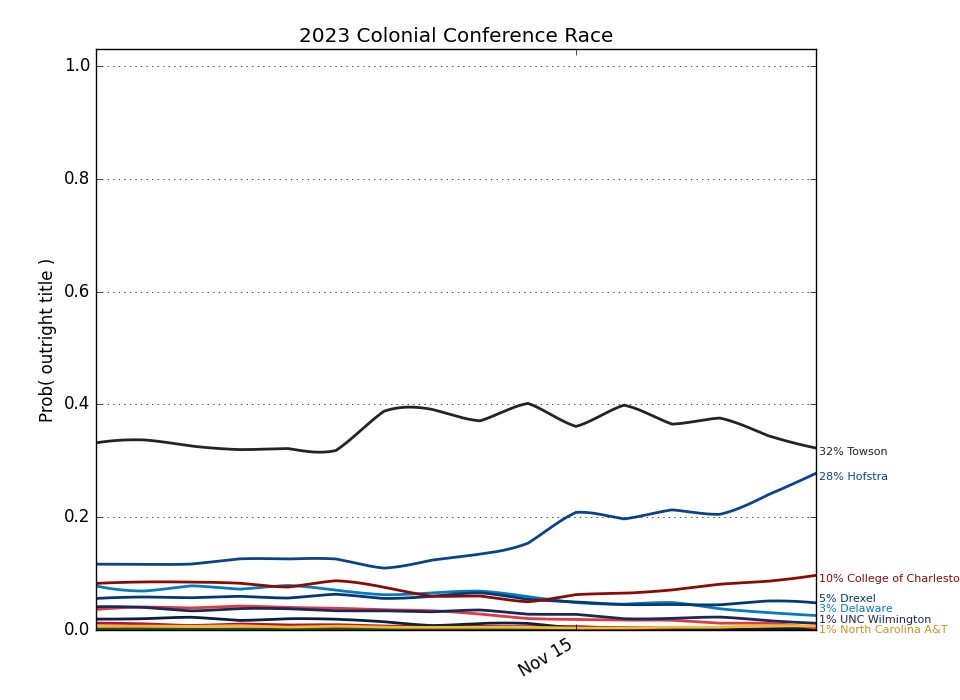 2023 Colonial Conference Race
1.0
0.8
0.6
0.4
0.2
0.0
Prob( outright title )
Nov 15
32% Towson
28% Hofstra
10% College of Charlesto
5% Drexel
3% Delaware
1% UNC Wilmington
1% North Carolina A&T